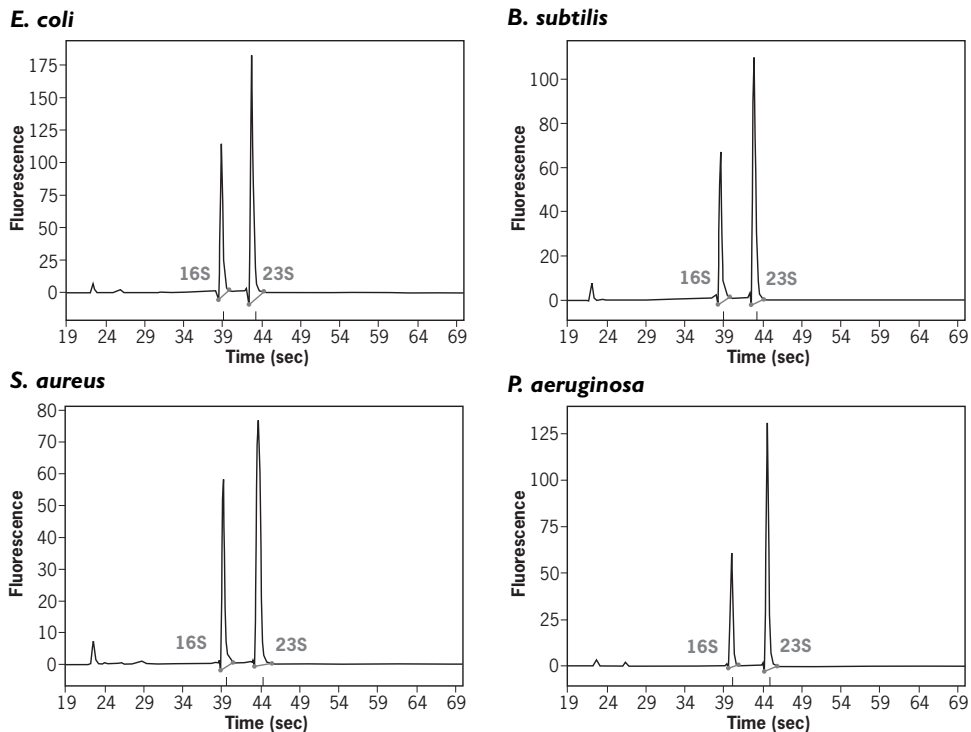 E. coli
Fluorescence
175
150
125
100
75
50
25
0
16S
23S
19 24 29 34 39 44 49 54 59 64 69
Time (sec)
B. subtilis
Fluorescence
100
80
60
40
20
0
16S
23S
19 24 29 34 39 44 49 54 59 64 69
Time (sec)
S. aureus
Fluorescence
80
70
60
50
40
30
20
10
0
16S
23S
19 24 29 34 39 44 49 54 59 64 69
Time (sec)
P. aeruginosa
Fluorescence
125
100
75
50
25
0
16S
23S
19 24 29 34 39 44 49 54 59 64 69
Time (sec)